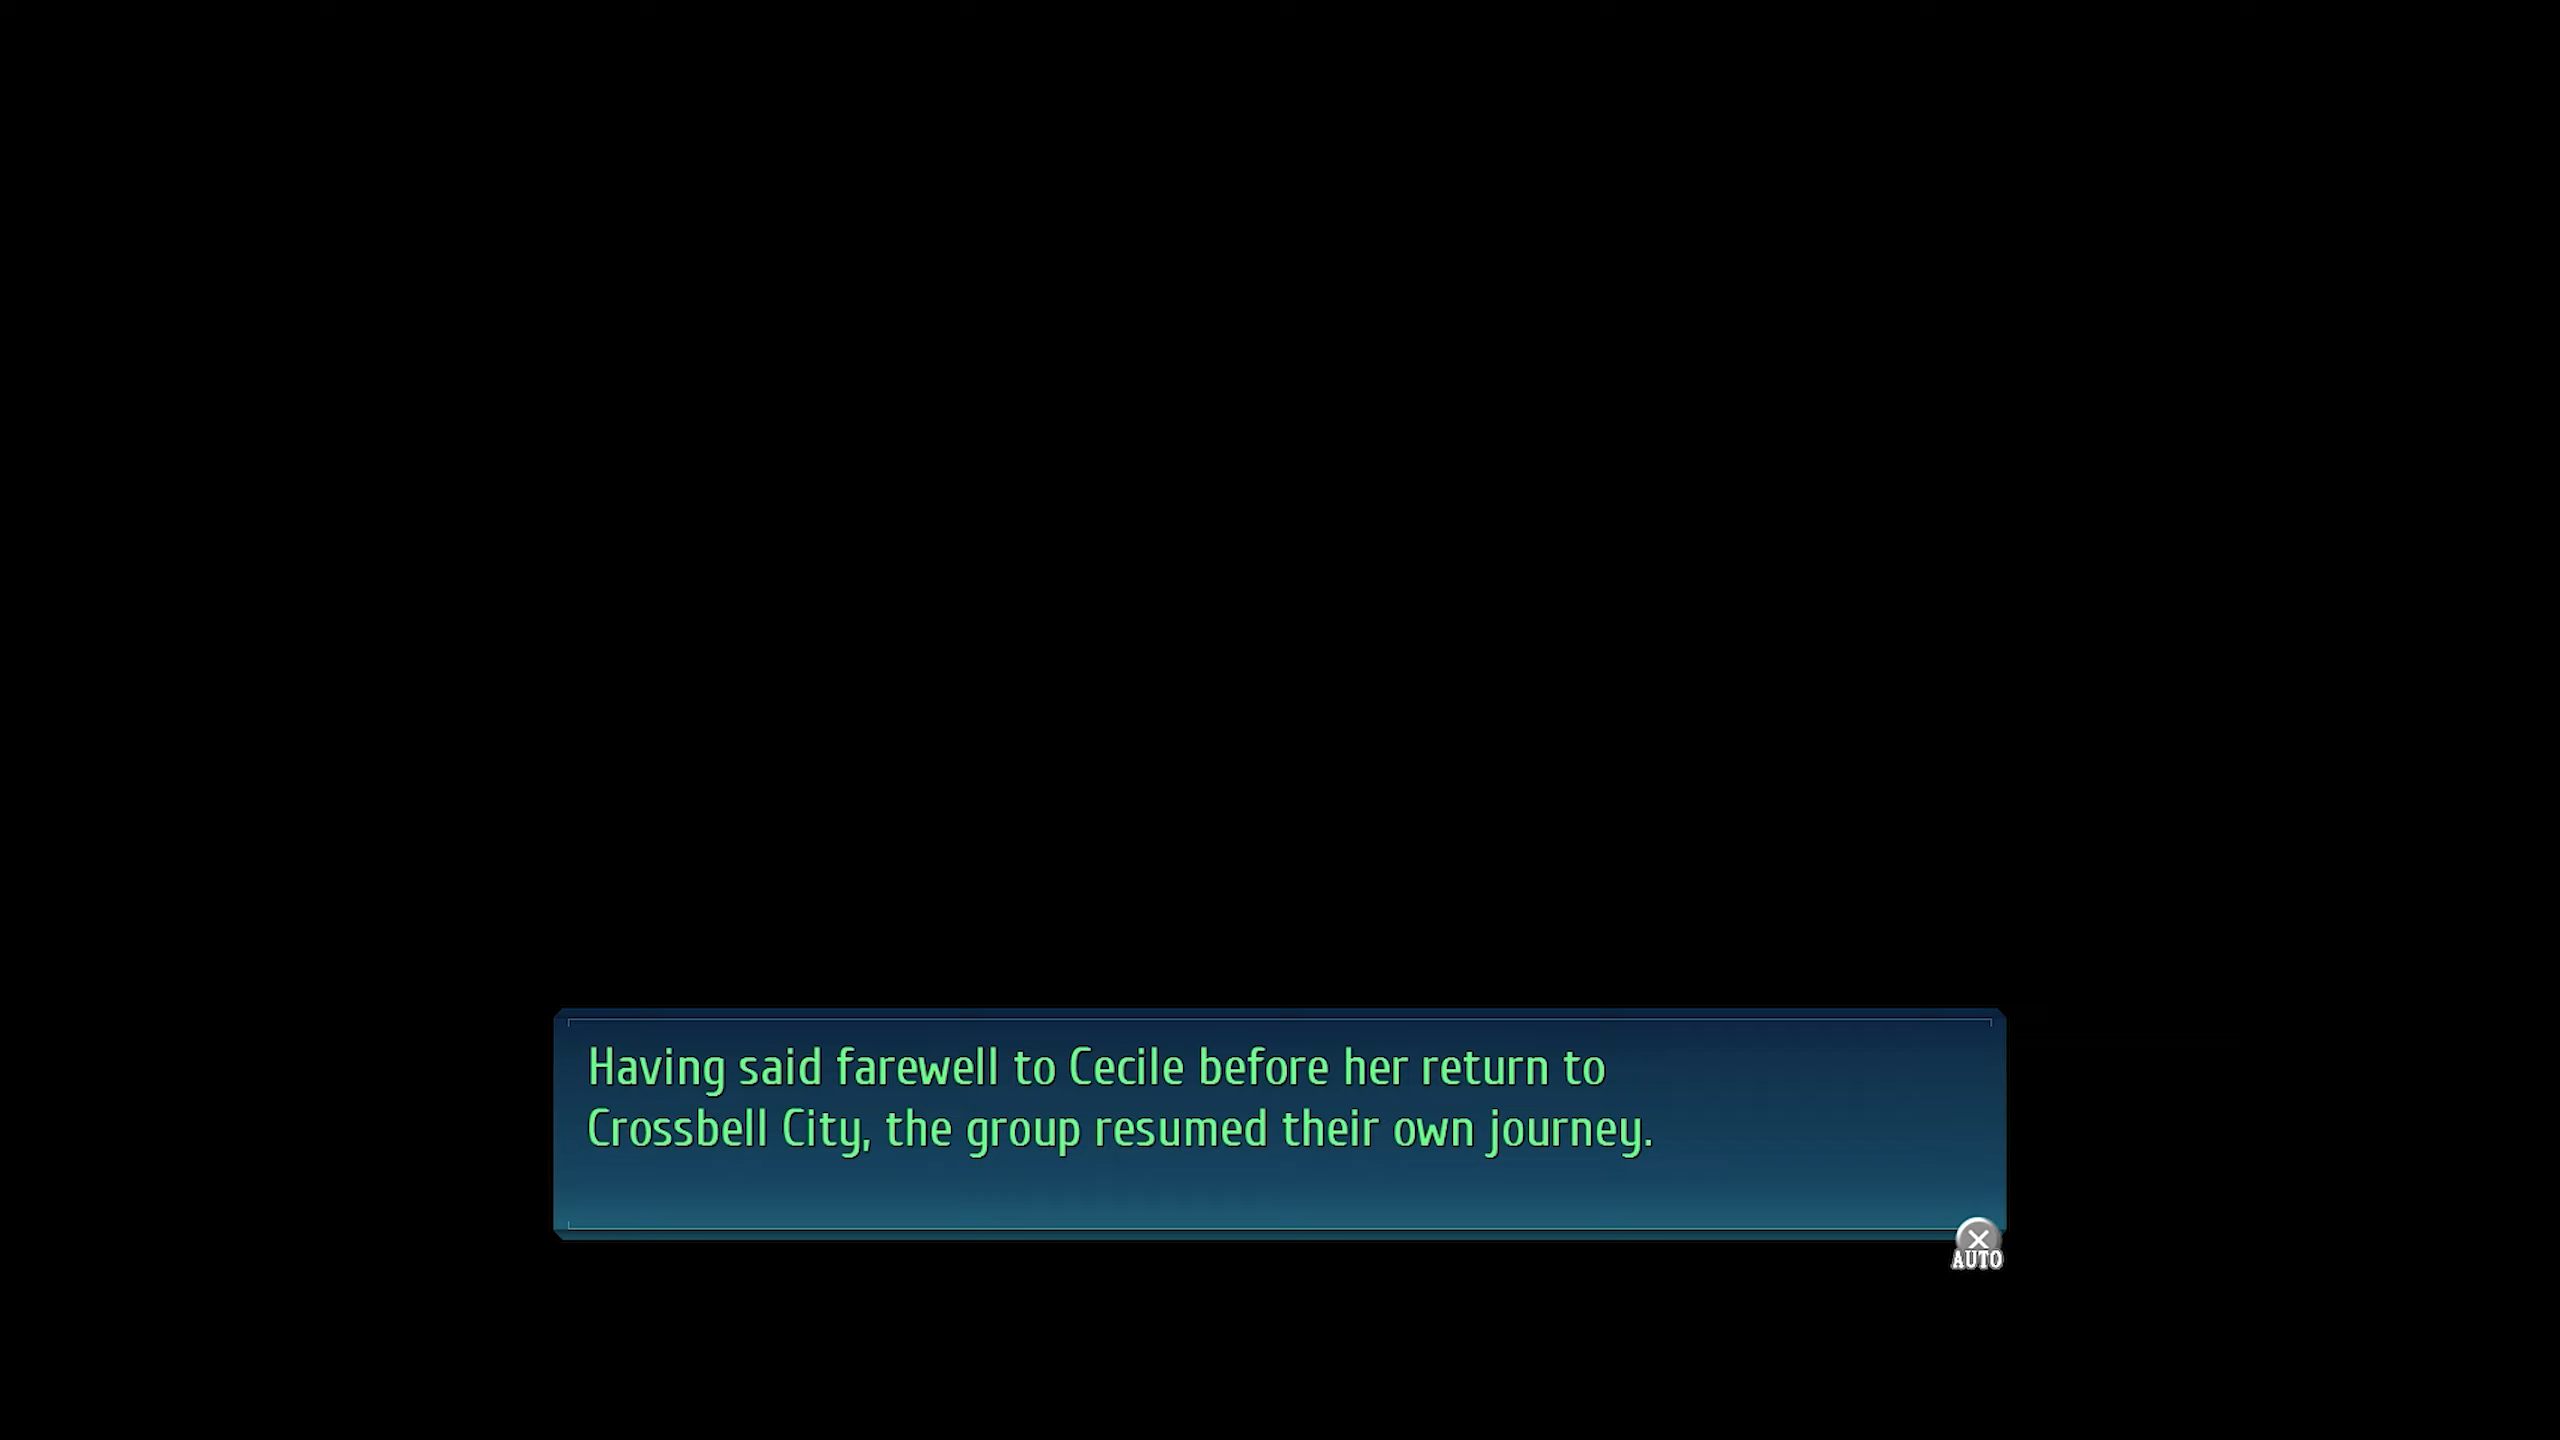 Having said farewell to Cecile before her return to
Crossbell City, the group resumed their own journey.
AUTO